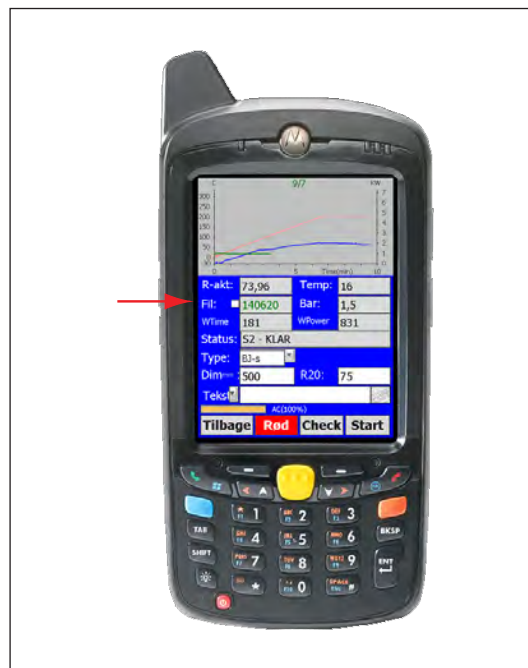 C 9/7 KW
300
250
200
150
100
50
7
6
5
4
3
2
1
0
0 5 Time(min) 10
R-akt: 73,96 Temp: 16
Fil: 140620 Bar: 1,5
WTime 181 WPower 831
Status: S2 - KLAR
Type: BJ-s
Dim 500 R20: 75
Tekst
AC(100%)
Tilbage Rød Check Start
1 2 3
TAB 4 5 6 BKSP
SHIFT 7 8 9 ENT
* 0 #